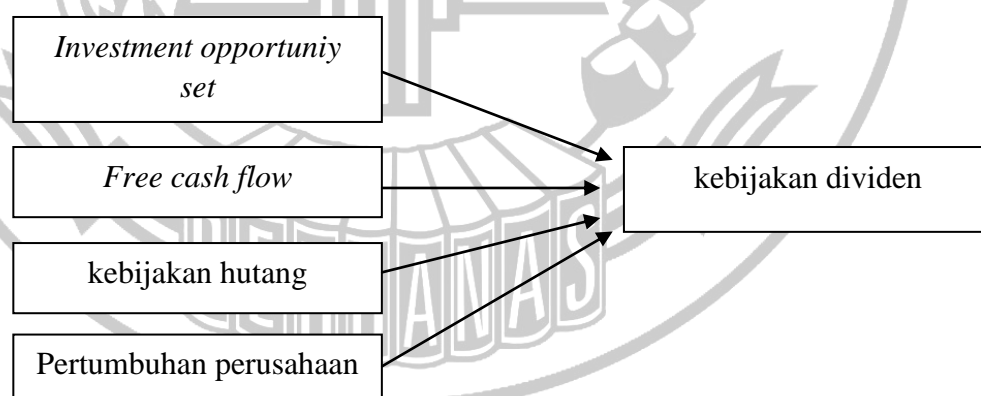 Investment opportuniy
set
Free cash flow
kebijakan dividen
kebijakan hutang
Pertumbuhan perusahaan